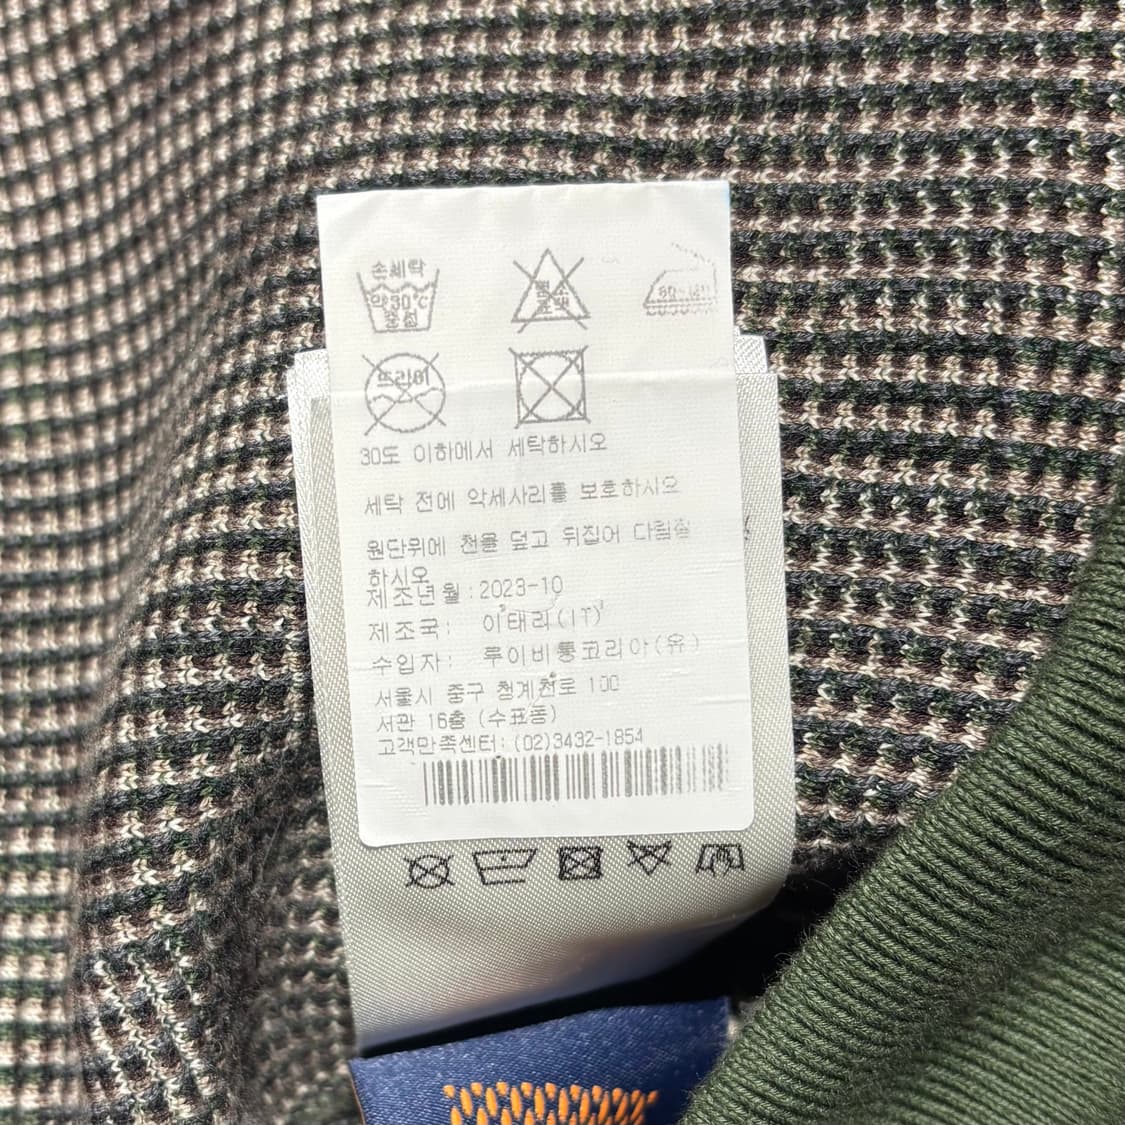 손세탁
약30℃
중성
염소
표백
80~120
드라이
30도 이하에서 세탁하시오
세탁 전에 악세사리를 보호하시오
원단위에 천을 덮고 뒤집어 다림질
하시오
제조년월:2023-10
제조국: 이태리(IT)
수입자: 루이비통코리아(유)
서울시 중구 청계천로 100
서관 16층 (수표동)
고객만족센터:(02)3432-1854